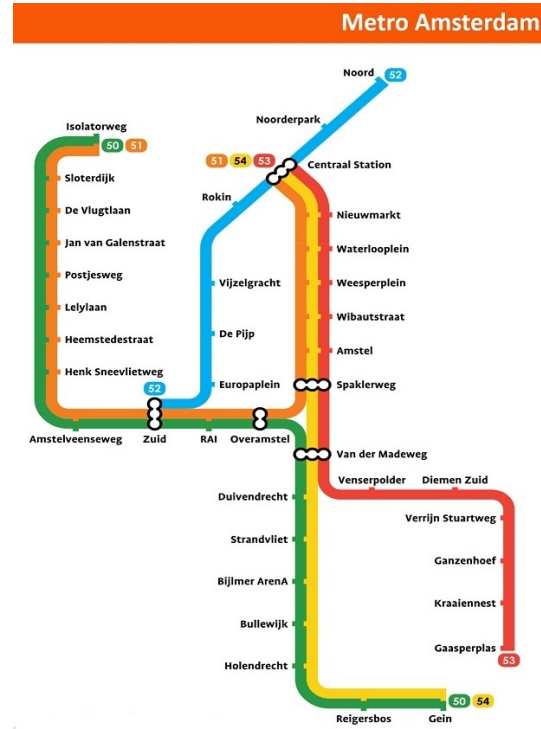 Metro Amsterdam
Noord 52
Noorderpark
Isolatorweg
50 51
51 54 53
Centraal Station
Sloterdijk
Rokin
De Vlugtlaan
Nieuwmarkt
Jan van Galenstraat
Waterlooplein
Postjesweg
Vijzelgracht
Weesperplein
Lelylaan
Wibautstraat
De Pijp
Heemstedestraat
Amstel
Henk Sneevlietweg
52
Europaplein
Spaklerweg
Amstelveenseweg
Zuid
RAI
Overamstel
Van der Madeweg
Venserpolder
Diemen Zuid
Duivendrecht
Verrijn Stuartweg
Strandvliet
Ganzenhoef
Bijlmer ArenA
Kraaiennest
Bullewijk
Gaasperplas
53
Holendrecht
50 54
Reigersbos
Gein